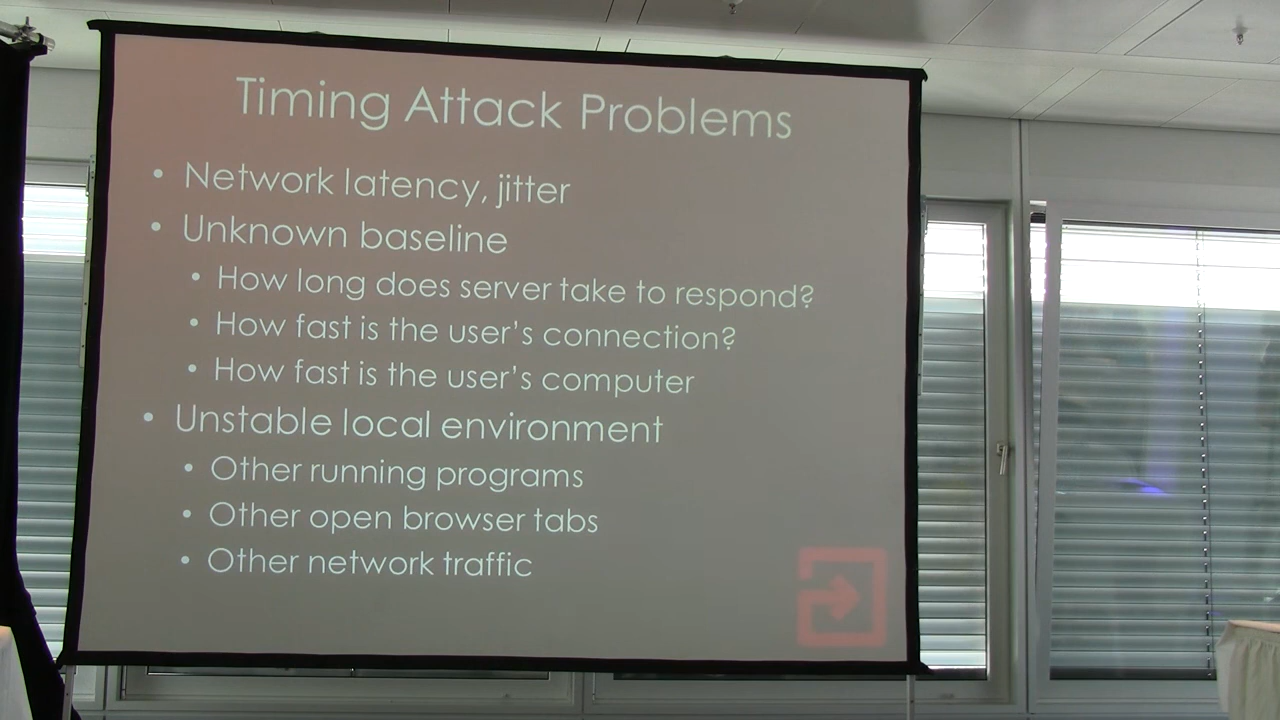 Timing Attack Problems
• Network latency, jitter
• Unknown baseline
• How long does server take to respond?
• How fast is the user's connection?
• How fast is the user's computer
• Unstable local environment
• Other running programs
• Other open browser tabs
• Other network traffic